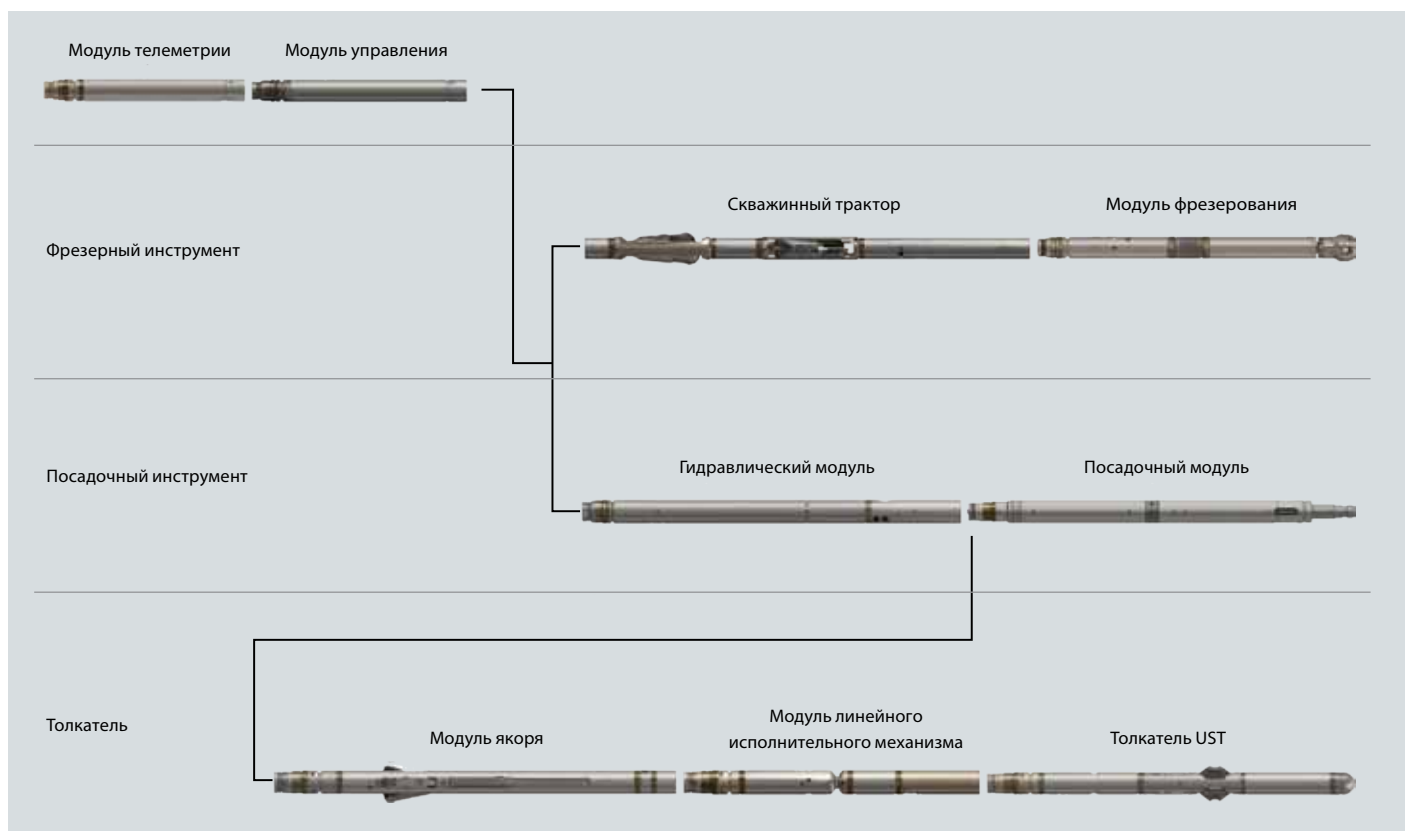 Модуль телеметрии
Модуль управления
Скважинный трактор
Модуль фрезерования
Фрезерный инструмент
Гидравлический модуль
Посадочный модуль
Посадочный инструмент
Модуль линейного
исполнительного механизма
Толкатель
Модуль якоря
Толкатель UST